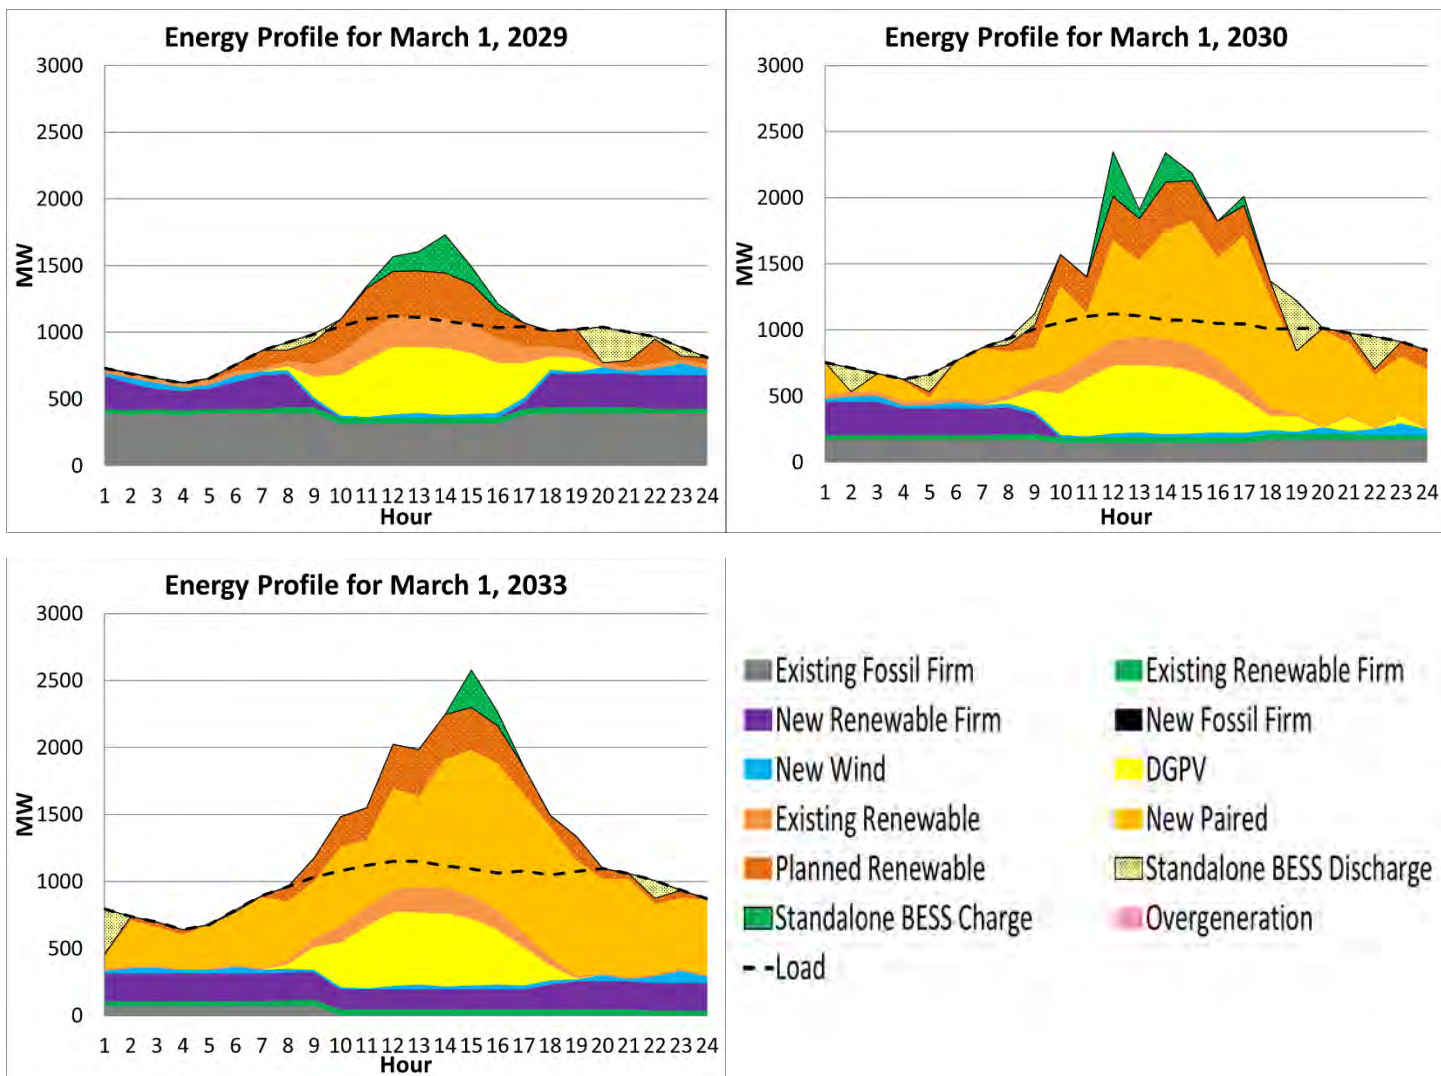 Energy Profile for March 1, 2029
3000
2500
2000
1500
1000
500
0
MW
1 2 3 4 5 6 7 8 9 10 11 12 13 14 15 16 17 18 19 20 21 22 23 24
Hour
Energy Profile for March 1, 2030
3000
2500
2000
1500
1000
500
0
MW
1 2 3 4 5 6 7 8 9 10 11 12 13 14 15 16 17 18 19 20 21 22 23 24
Hour
Energy Profile for March 1, 2033
3000
2500
2000
1500
1000
500
0
MW
1 2 3 4 5 6 7 8 9 10 11 12 13 14 15 16 17 18 19 20 21 22 23 24
Hour
Existing Fossil Firm
Existing Renewable Firm
New Renewable Firm
New Fossil Firm
New Wind
DGPV
Existing Renewable
New Paired
Planned Renewable
Standalone BESS Discharge
Standalone BESS Charge
Overgeneration
Load